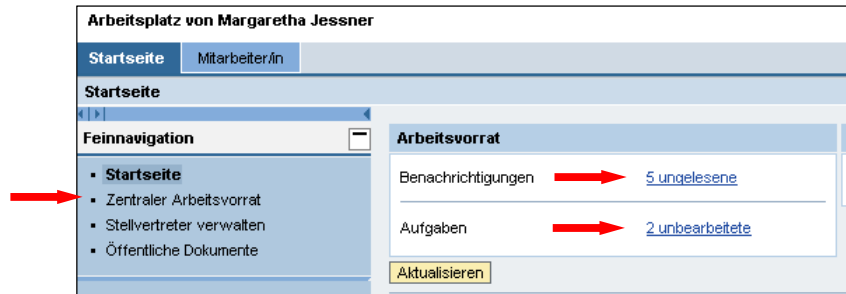 Arbeitsplatz von Margaretha Jessner
Startseite Mitarbeiter/in
Startseite
Feinnavigation
Startseite
Zentraler Arbeitsvorrat
Stellvertreter verwalten
Öffentliche Dokumente
Arbeitsvorrat
Benachrichtigungen 5 ungelesene
Aufgaben 2 unbearbeitete
Aktualisieren